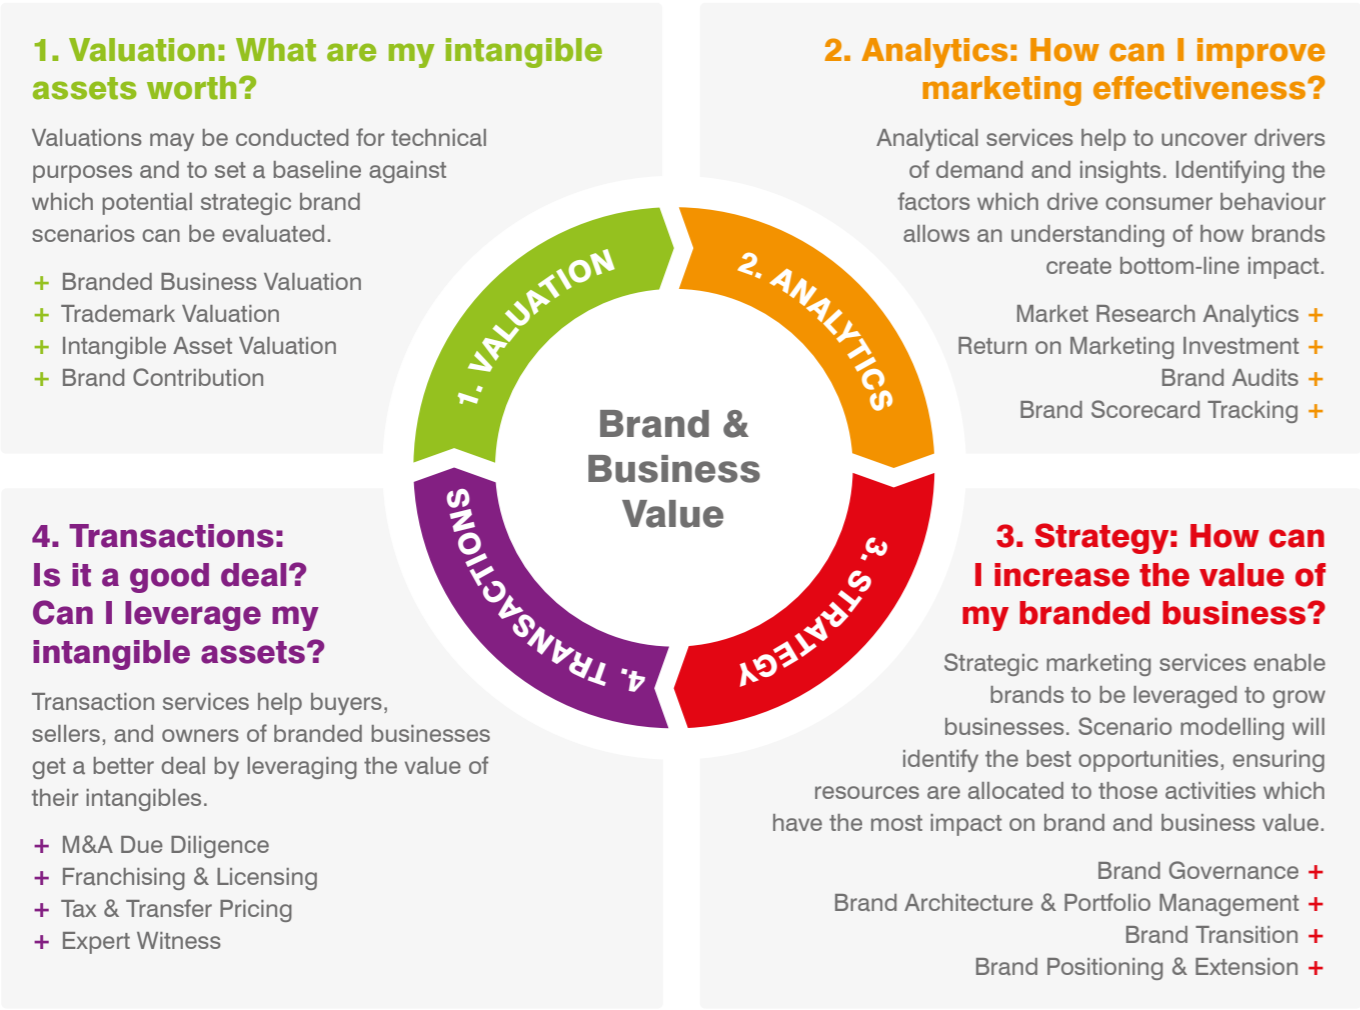 1. Valuation: What are my intangible
assets worth?
Valuations may be conducted for technical
purposes and to set a baseline against
which potential strategic brand
scenarios can be evaluated.
+ Branded Business Valuation
+ Trademark Valuation
+ Intangible Asset Valuation
+ Brand Contribution
2. Analytics: How can I improve
marketing effectiveness?
Analytical services help to uncover drivers
of demand and insights. Identifying the
factors which drive consumer behaviour
allows an understanding of how brands
create bottom-line impact.
Market Research Analytics +
Return on Marketing Investment +
Brand Audits +
Brand Scorecard Tracking +
1. VALUATION
2. ANALYTICS
3. STRATEGY
4. TRANSACTIONS
Brand &
Business
Value
3. Strategy: How can
I increase the value of
my branded business?
Strategic marketing services enable
brands to be leveraged to grow
businesses. Scenario modelling will
identify the best opportunities, ensuring
resources are allocated to those activities which
have the most impact on brand and business value.
Brand Governance +
Brand Architecture & Portfolio Management +
Brand Transition +
Brand Positioning & Extension +
4. Transactions:
Is it a good deal?
Can I leverage my
intangible assets?
Transaction services help buyers,
sellers, and owners of branded businesses
get a better deal by leveraging the value of
their intangibles.
+ M&A Due Diligence
+ Franchising & Licensing
+ Tax & Transfer Pricing
+ Expert Witness